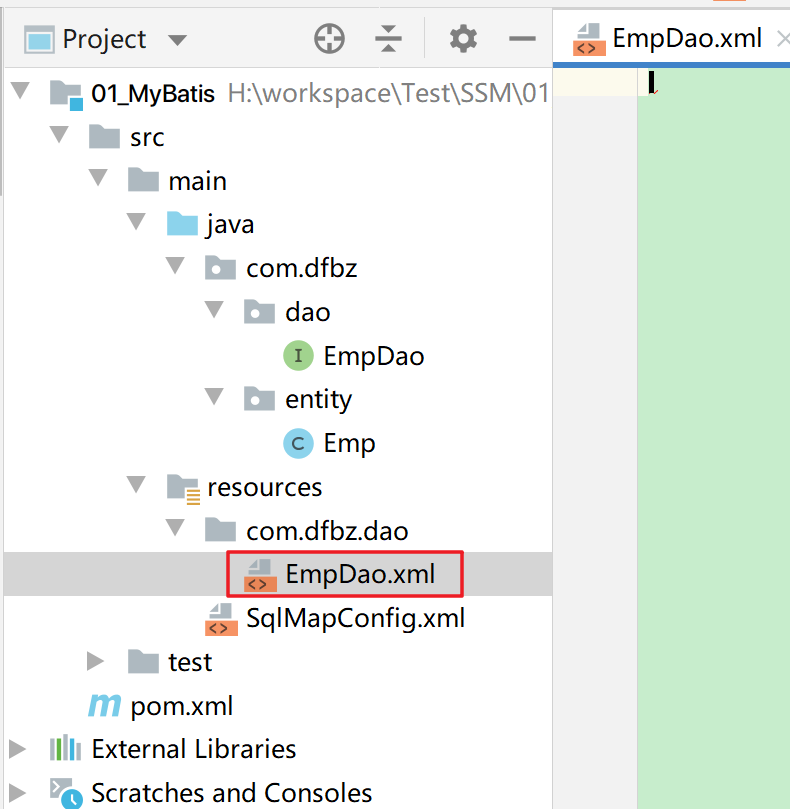 Project
EmpDao.xml
01_MyBatis H:\workspace\Test\SSM\01
src
main
java
com.dfbz
dao
I EmpDao
entity
C Emp
resources
com.dfbz.dao
EmpDao.xml
SqlMapConfig.xml
test
m pom.xml
External Libraries
Scratches and Consoles